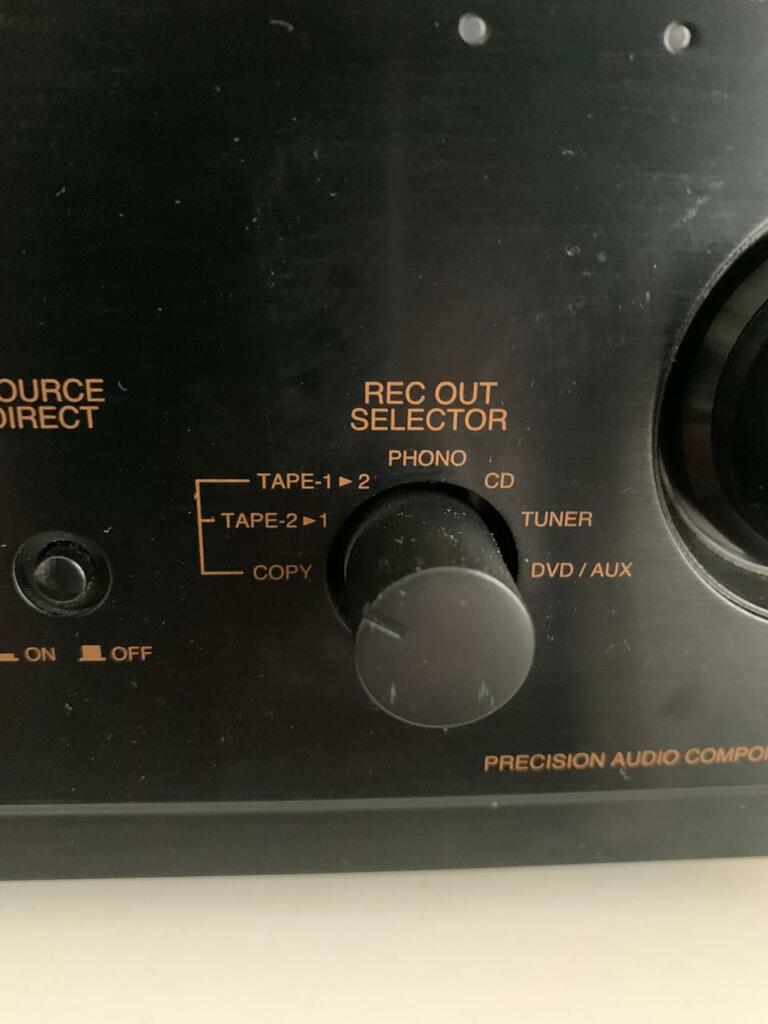 OURCE
DIRECT
REC OUT
SELECTOR
PHONO
TAPE-1►2
CD
TAPE-2►1
TUNER
COPY
DVD / AUX
ON OFF
PRECISION AUDIO